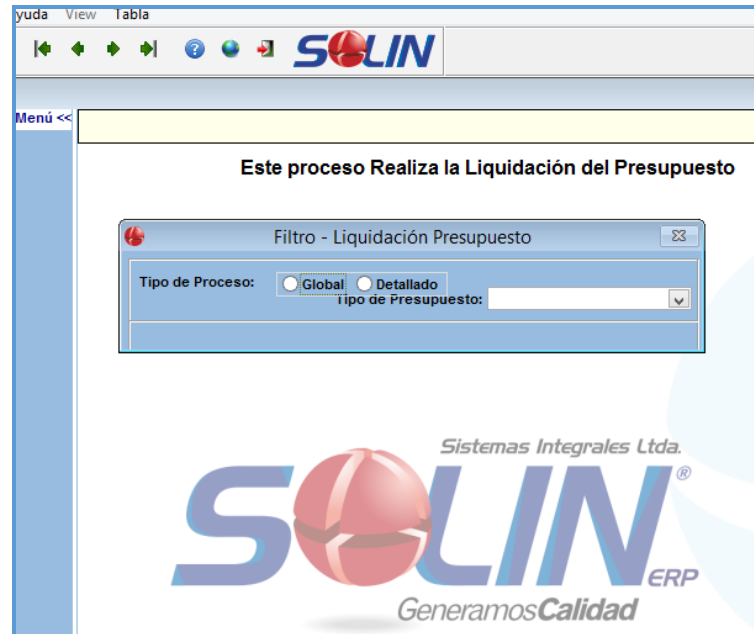 yuda View Tabla
SOLIN
Menú <<
Este proceso Realiza la Liquidación del Presupuesto
Filtro - Liquidación Presupuesto
Tipo de Proceso: Global Detallado
Tipo de Presupuesto:
Sistemas Integrales Ltda.
SOLIN®
ERP
GeneramosCalidad